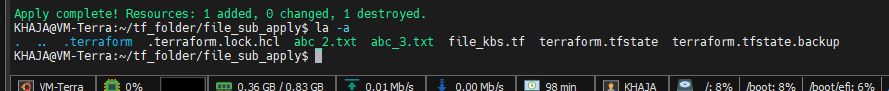 Apply complete! Resources: 1 added, 0 changed, 1 destroyed.
KHAJA@VM-Terra:~/tf_folder/file_sub_apply$ la -a
.  ..  .terraform  .terraform.lock.hcl  abc_2.txt  abc_3.txt  file_kbs.tf  terraform.tfstate  terraform.tfstate.backup
KHAJA@VM-Terra:~/tf_folder/file_sub_apply$
VM-Terra 0% 0.36 GB / 0.83 GB 0.01 Mb/s 0.00 Mb/s 98 min KHAJA /: 8% /boot: 8% /boot/efi: 6%